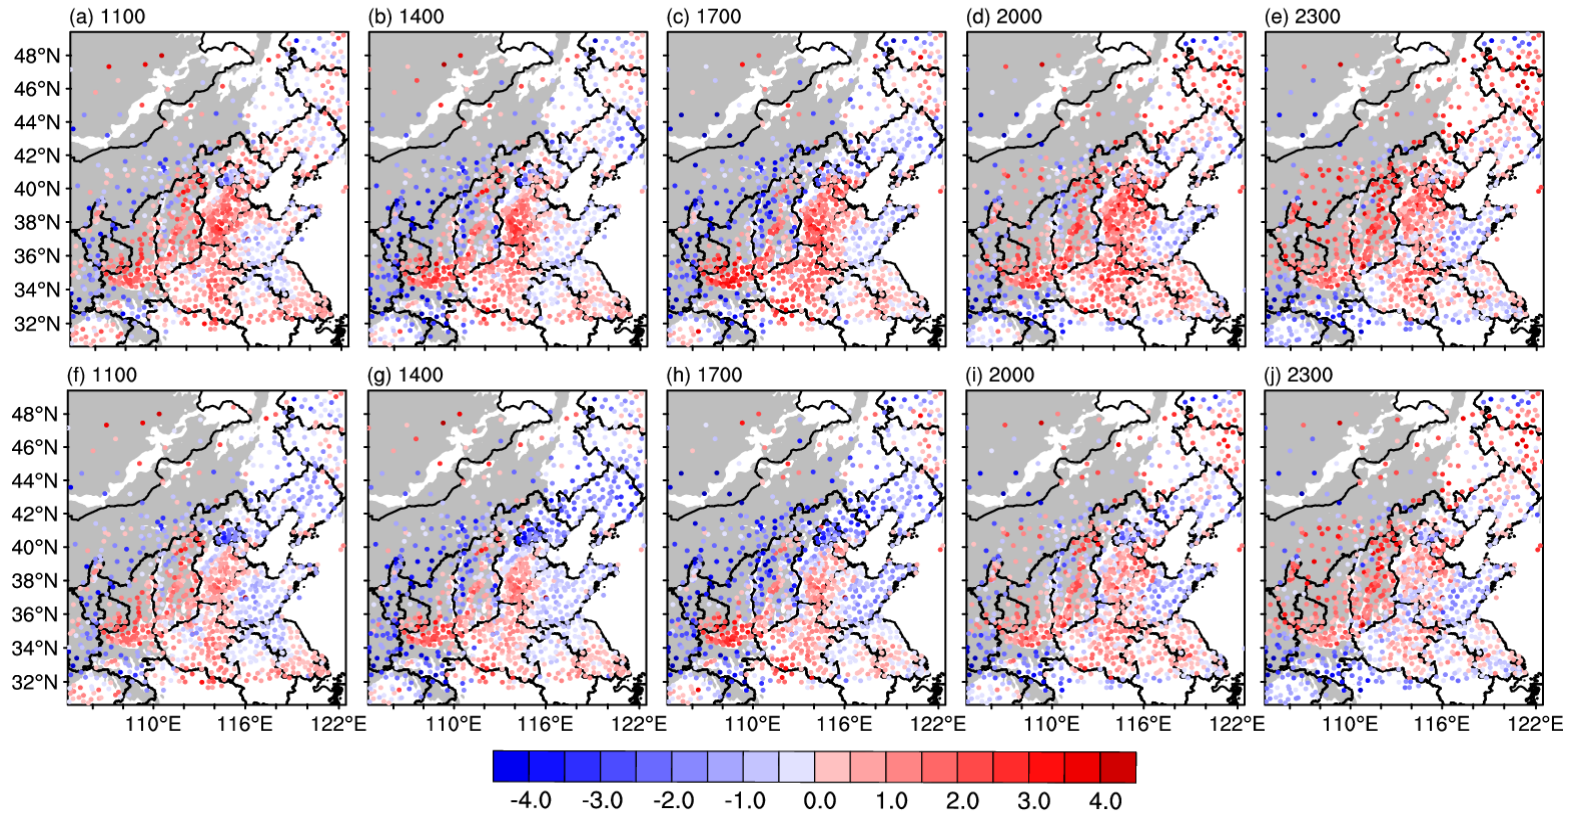 (a) 1100 (b) 1400 (c) 1700 (d) 2000 (e) 2300
48°N
46°N
44°N
42°N
40°N
38°N
36°N
34°N
32°N
(f) 1100 (g) 1400 (h) 1700 (i) 2000 (j) 2300
48°N
46°N
44°N
42°N
40°N
38°N
36°N
34°N
32°N
110°E 116°E 122°E 110°E 116°E 122°E 110°E 116°E 122°E 110°E 116°E 122°E 110°E 116°E 122°E
-4.0 -3.0 -2.0 -1.0 0.0 1.0 2.0 3.0 4.0